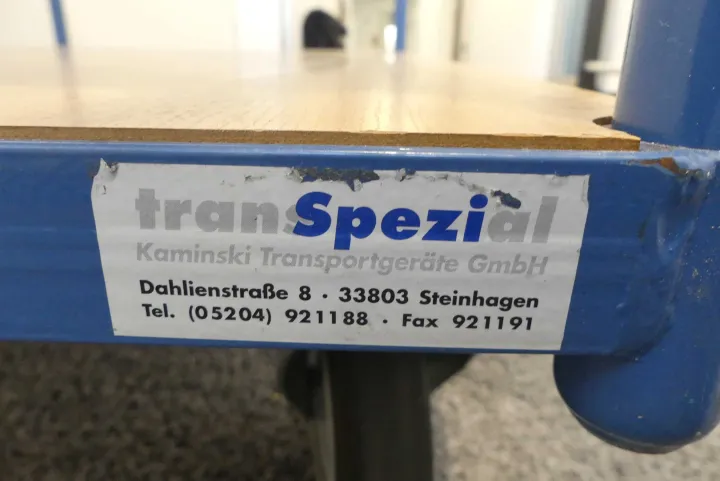 transSpezial
Kaminski Transportgeräte GmbH
Dahlienstraße 8 · 33803 Steinhagen
Tel. (05204) 921188 · Fax 921191